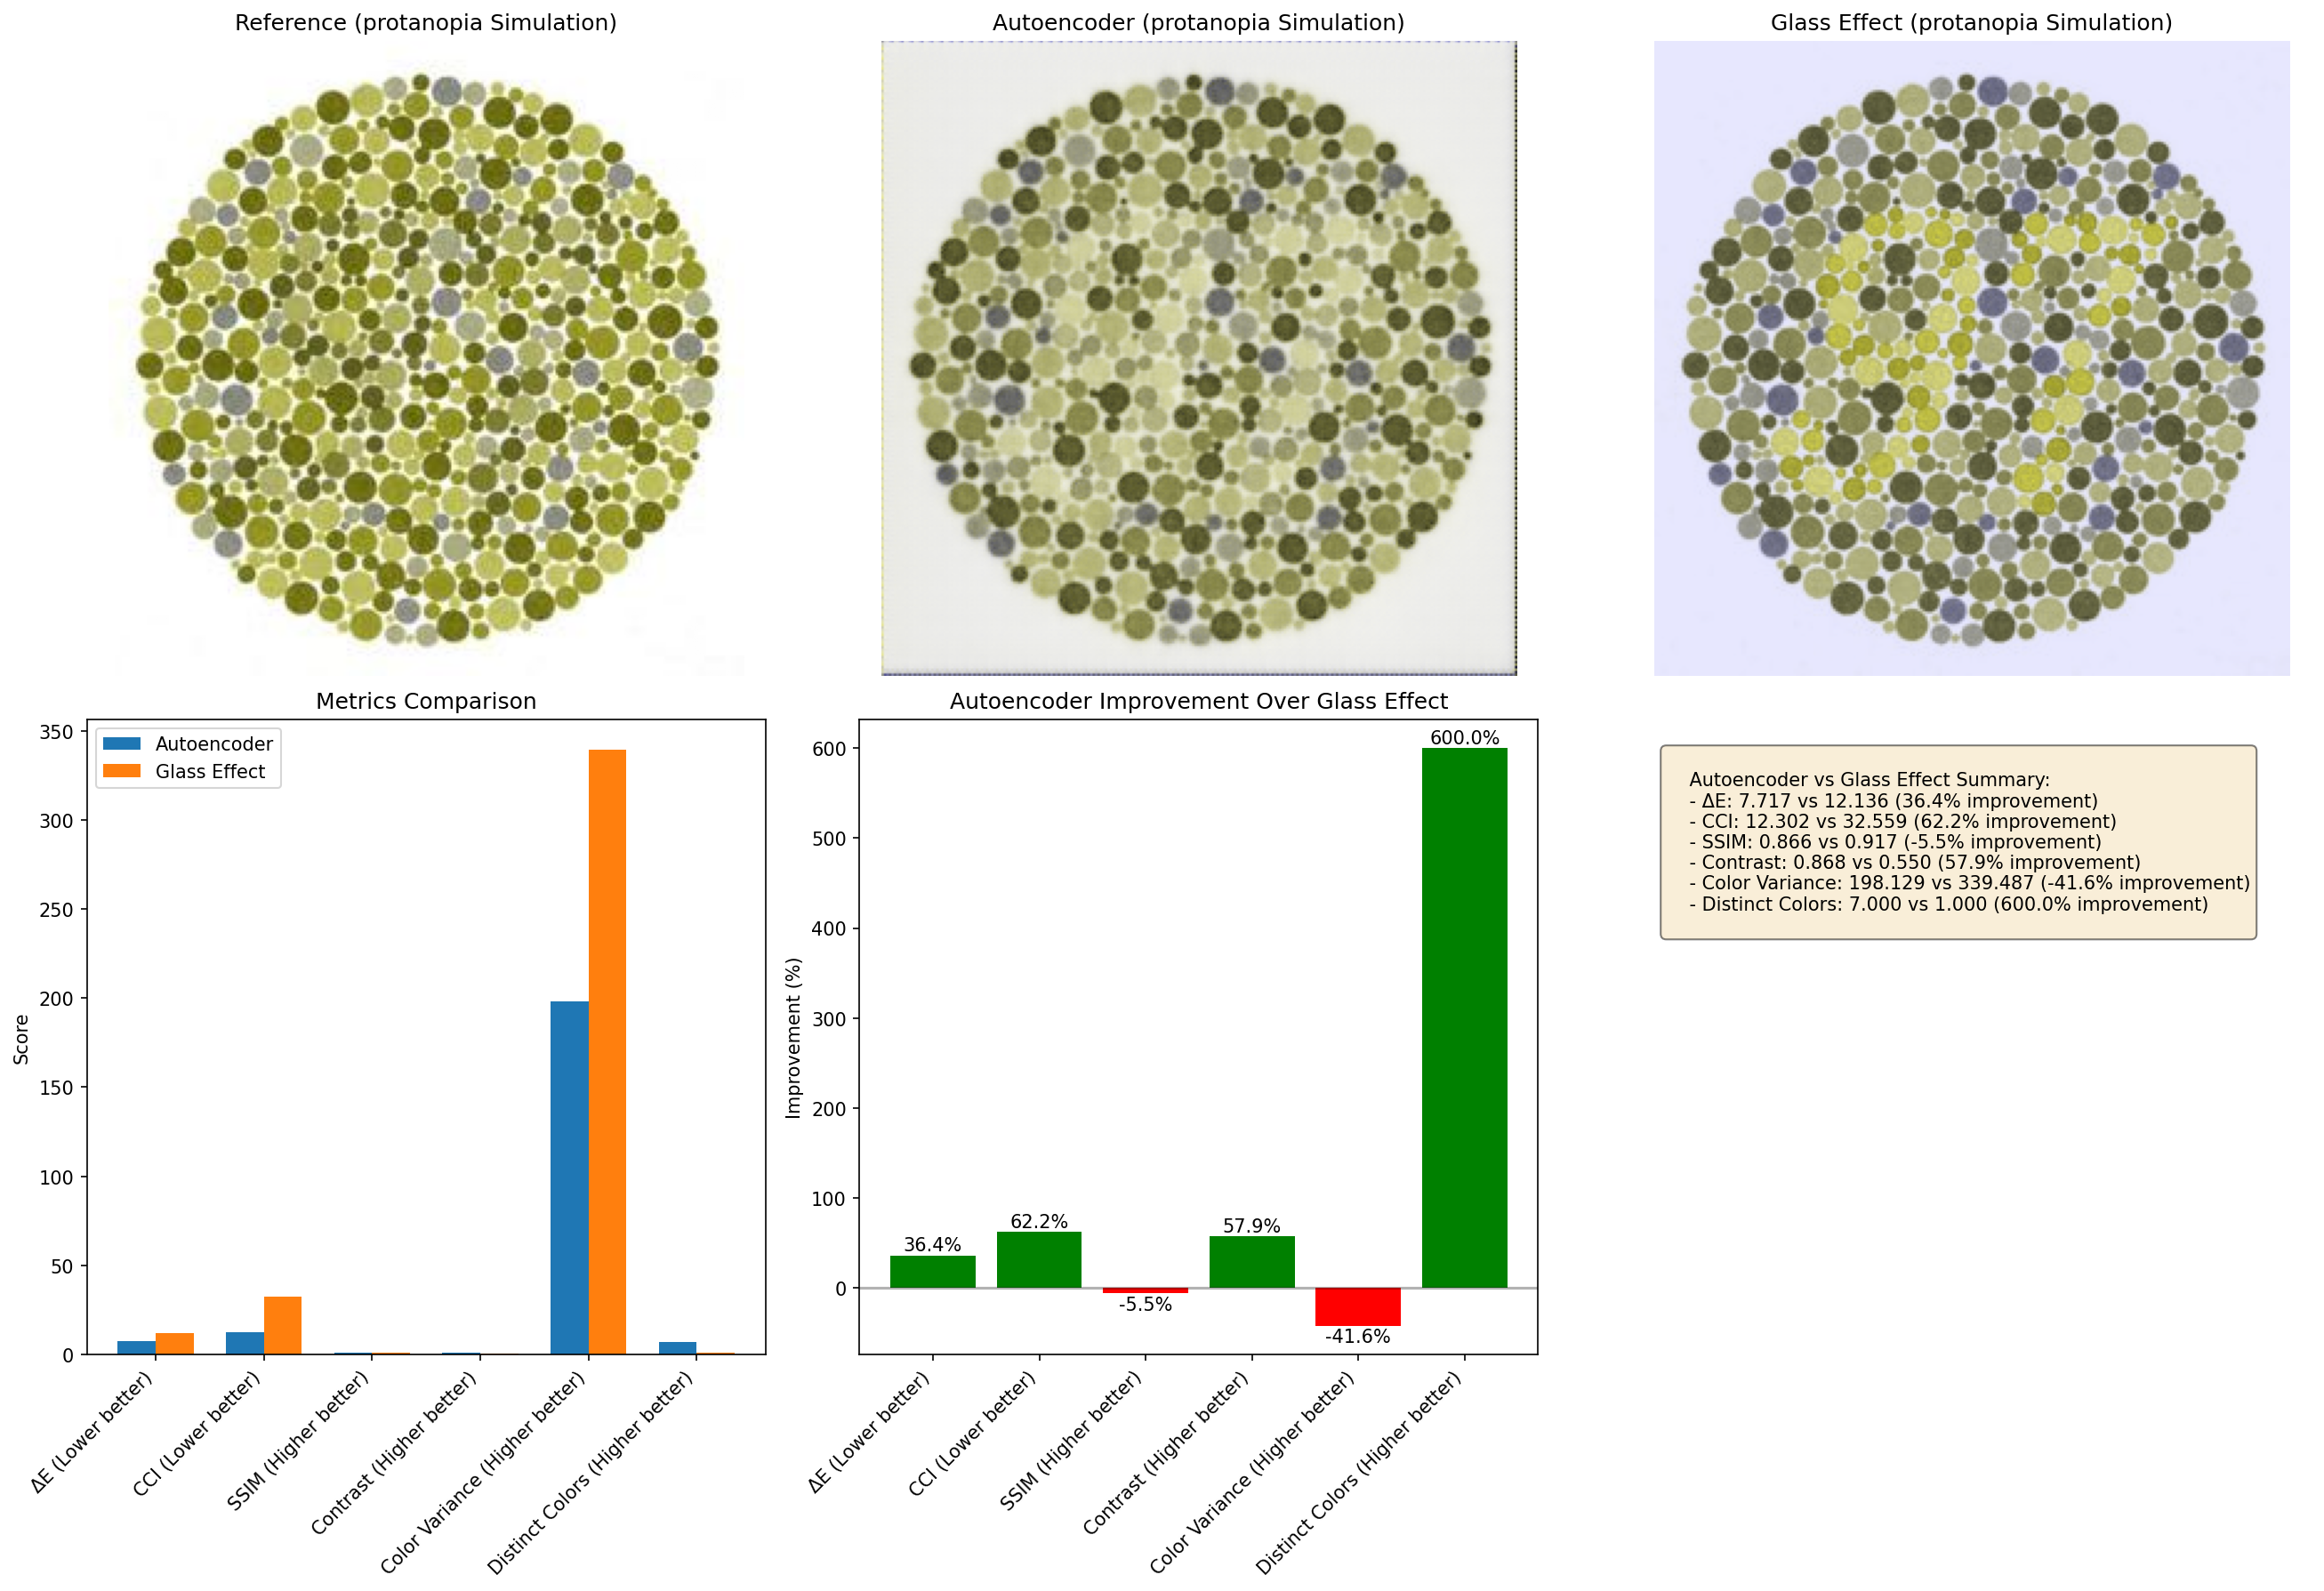 Reference (protanopia Simulation)
Autoencoder (protanopia Simulation)
Glass Effect (protanopia Simulation)
97
Metrics Comparison
Autoencoder
Glass Effect
350
300
250
200
150
100
50
0
Score
ΔE (Lower better)
CCI (Lower better)
SSIM (Higher better)
Contrast (Higher better)
Color Variance (Higher better)
Distinct Colors (Higher better)
Autoencoder Improvement Over Glass Effect
600
500
400
300
200
100
0
Improvement (%)
36.4%
62.2%
-5.5%
57.9%
-41.6%
600.0%
ΔE (Lower better)
CCI (Lower better)
SSIM (Higher better)
Contrast (Higher better)
Color Variance (Higher better)
Distinct Colors (Higher better)
Autoencoder vs Glass Effect Summary:
- ΔE: 7.717 vs 12.136 (36.4% improvement)
- CCI: 12.302 vs 32.559 (62.2% improvement)
- SSIM: 0.866 vs 0.917 (-5.5% improvement)
- Contrast: 0.868 vs 0.550 (57.9% improvement)
- Color Variance: 198.129 vs 339.487 (-41.6% improvement)
- Distinct Colors: 7.000 vs 1.000 (600.0% improvement)